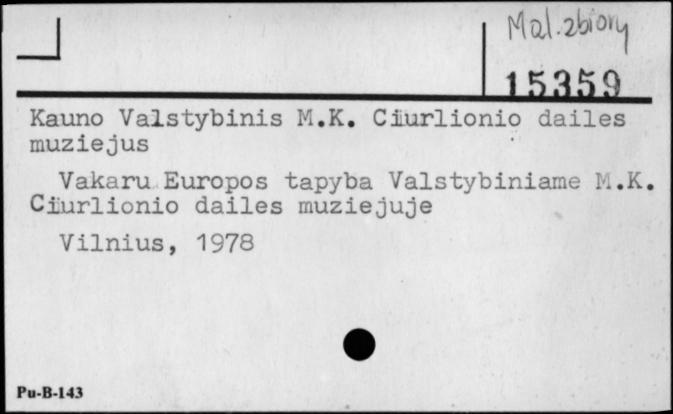 Mal. zbiory
15359
Kauno Valstybinis M.K. Ciurlionio dailes
muziejus
Vakaru Europos tapyba Valstybiniame M.K.
Ciurlionio dailes muziejuje
Vilnius, 1978
Pu-B-143